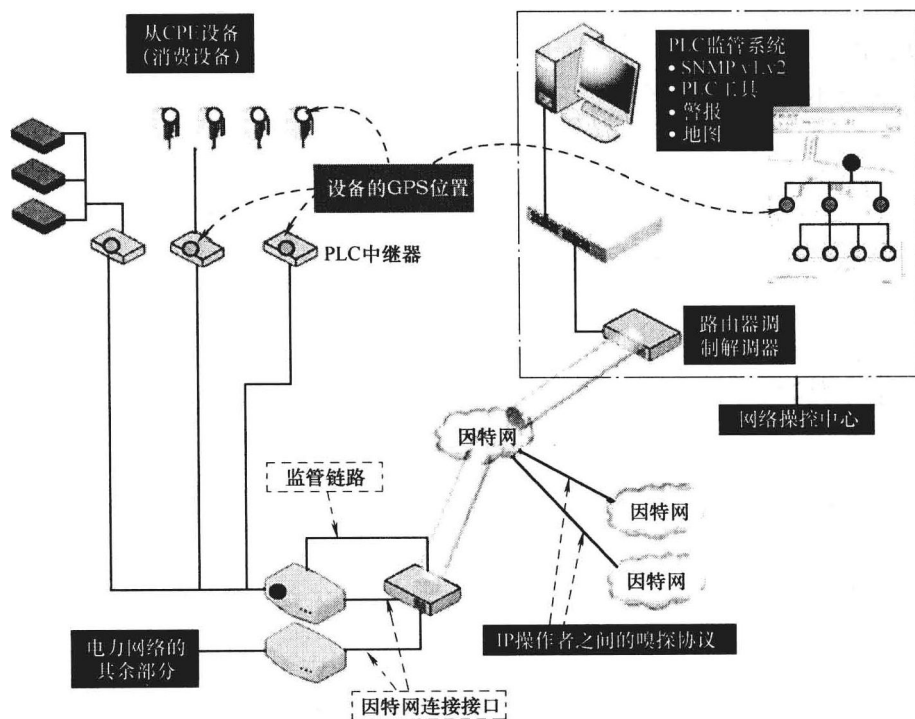 从CPE设备
(消费设备)
PLC监管系统
• SNMP v1,v2
• PLC工具
• 警报
• 地图
设备的GPS位置
PLC中继器
路由器调
制解调器
网络操控中心
因特网
监管链路
因特网
因特网
电力网络的
其余部分
IP操作者之间的嗅探协议
因特网连接接口